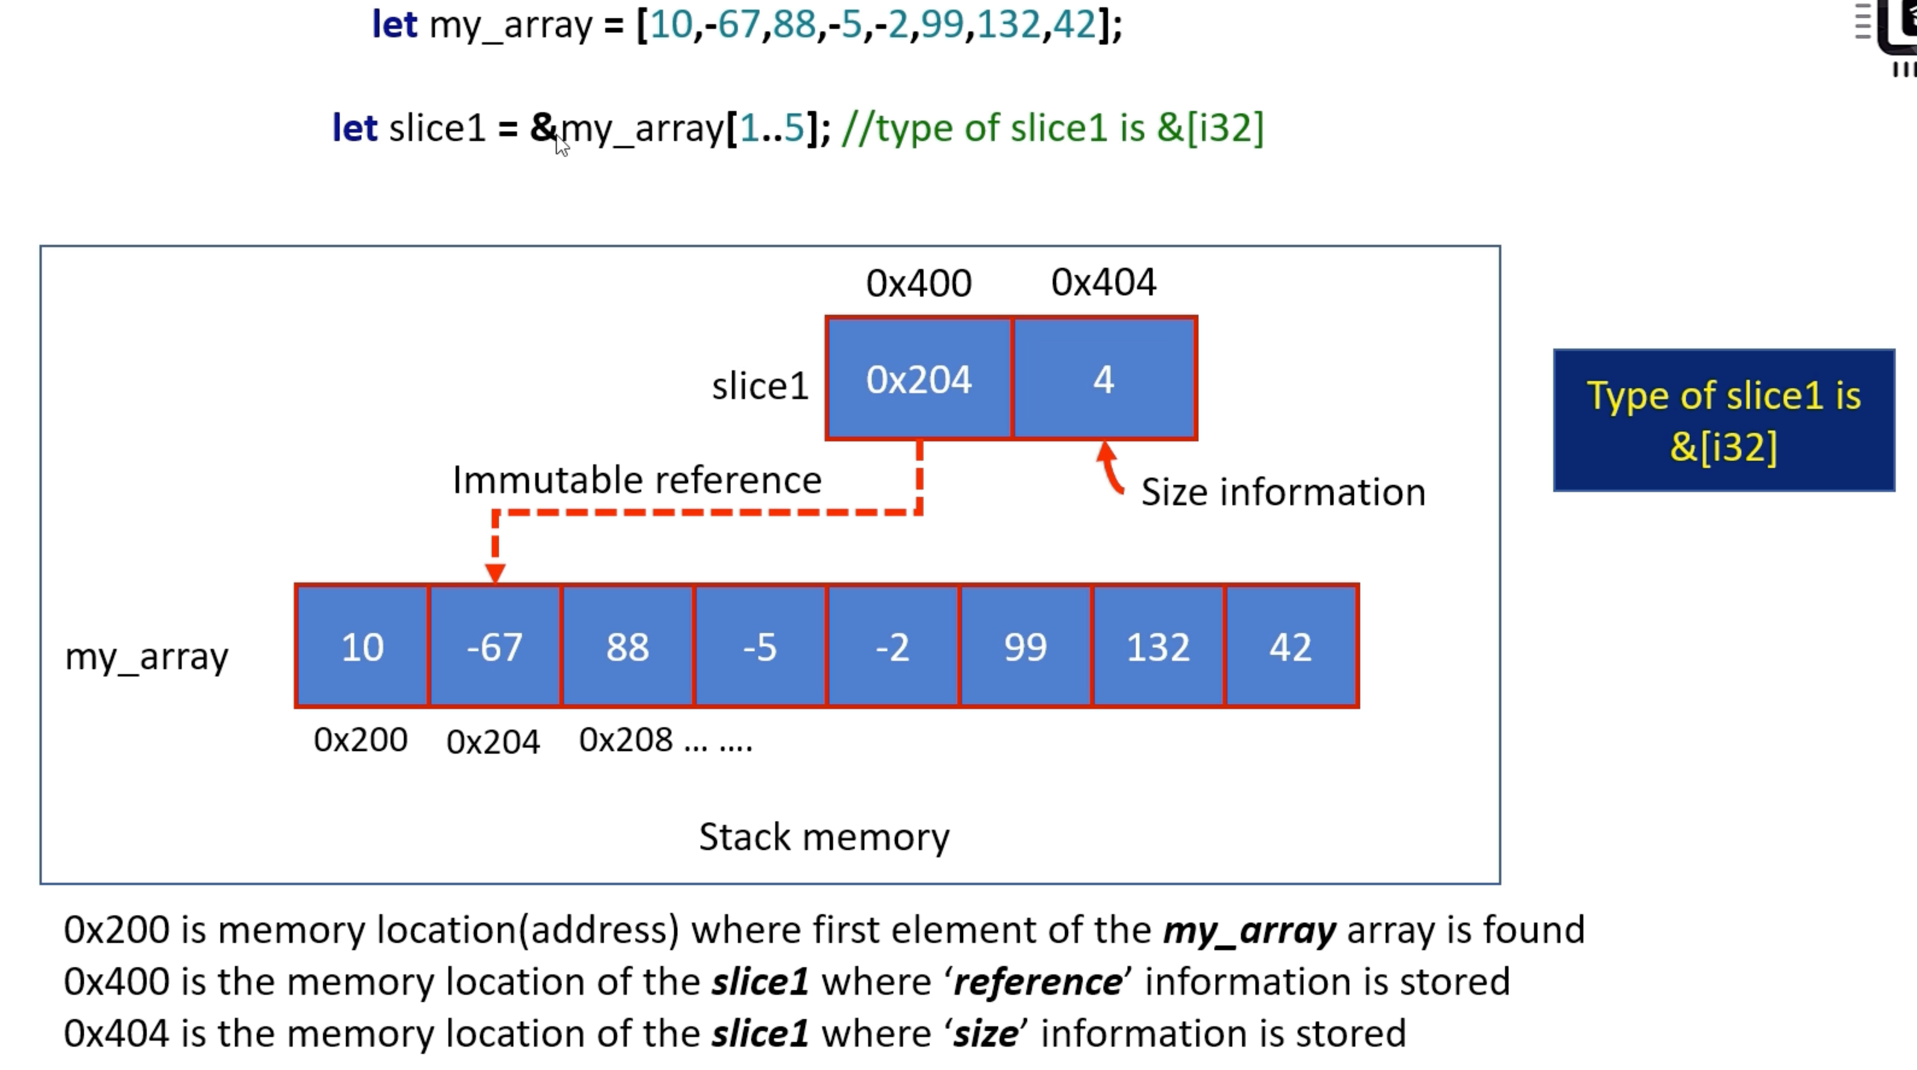 let my_array = [10,-67,88,-5,-2,99,132,42];
let slice1 = &my_array[1..5]; //type of slice1 is &[i32]
0x400 0x404
slice1 0x204 4
Type of slice1 is
&[i32]
Immutable reference
Size information
my_array 10 -67 88 -5 -2 99 132 42
0x200 0x204 0x208 ... ....
Stack memory
0x200 is memory location(address) where first element of the my_array array is found
0x400 is the memory location of the slice1 where ‘reference’ information is stored
0x404 is the memory location of the slice1 where ‘size’ information is stored